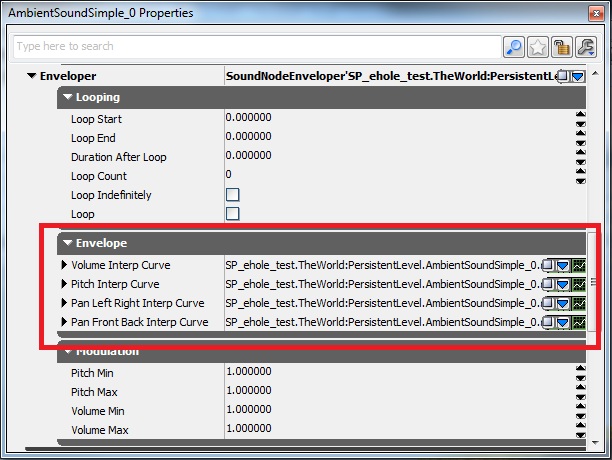 AmbientSoundSimple_0 Properties
Type here to search
Enveloper SoundNodeEnveloper'SP_ehole_test.TheWorld:PersistentLe
Looping
Loop Start 0.000000
Loop End 0.000000
Duration After Loop 0.000000
Loop Count 0
Loop Indefinitely
Loop
Envelope
Volume Interp Curve SP_ehole_test.TheWorld:PersistentLevel.AmbientSoundSimple_0.
Pitch Interp Curve SP_ehole_test.TheWorld:PersistentLevel.AmbientSoundSimple_0.
Pan Left Right Interp Curve SP_ehole_test.TheWorld:PersistentLevel.AmbientSoundSimple_0.
Pan Front Back Interp Curve SP_ehole_test.TheWorld:PersistentLevel.AmbientSoundSimple_0.
Modulation
Pitch Min 1.000000
Pitch Max 1.000000
Volume Min 1.000000
Volume Max 1.000000